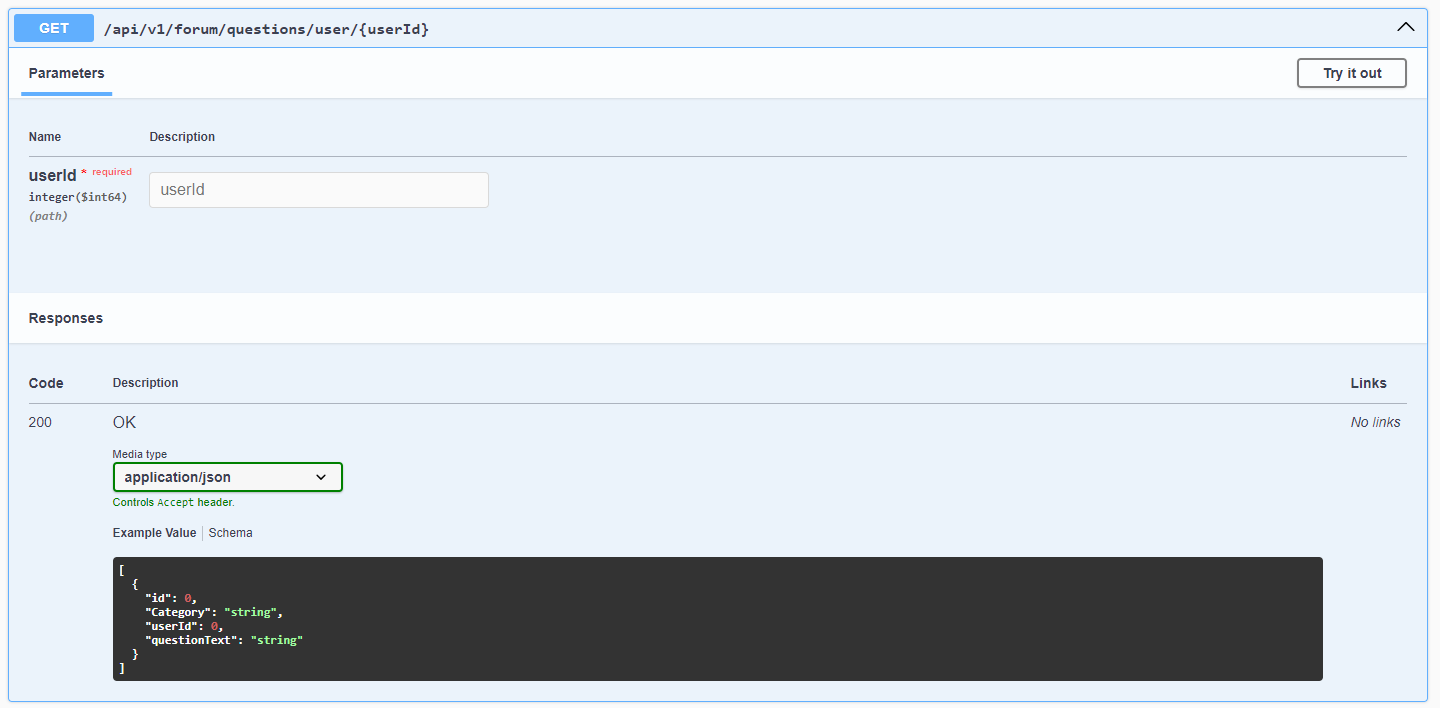 GET /api/v1/forum/questions/user/{userId}
Parameters
Try it out
Name Description
userId * required
integer($int64)
(path)
userId
Responses
Code Description Links
200 OK No links
Media type
application/json
Controls Accept header.
Example Value Schema
[
  {
    "id": 0,
    "Category": "string",
    "userId": 0,
    "questionText": "string"
  }
]